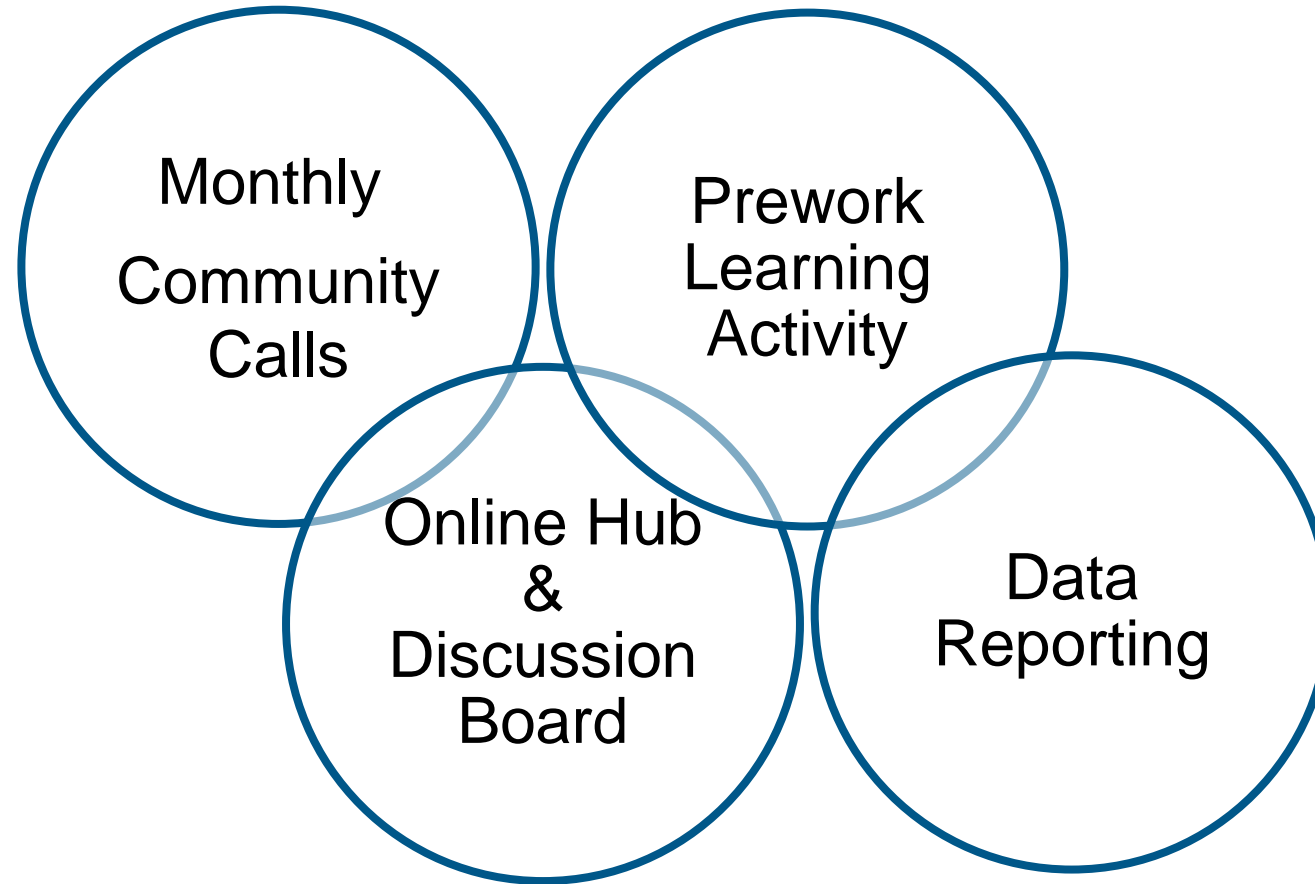 Monthly
Community
Calls
Prework
Learning
Activity
Online Hub
&
Discussion
Board
Data
Reporting